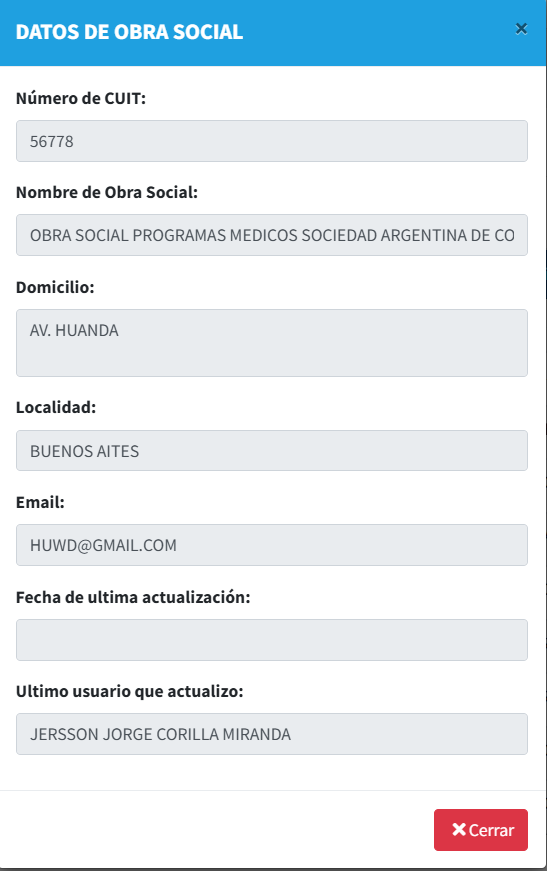 DATOS DE OBRA SOCIAL
×
Número de CUIT:
56778
Nombre de Obra Social:
OBRA SOCIAL PROGRAMAS MEDICOS SOCIEDAD ARGENTINA DE CO
Domicilio:
AV. HUANDA
Localidad:
BUENOS AITES
Email:
HUWD@GMAIL.COM
Fecha de ultima actualización:
Ultimo usuario que actualizo:
JERSSON JORGE CORILLA MIRANDA
Cerrar